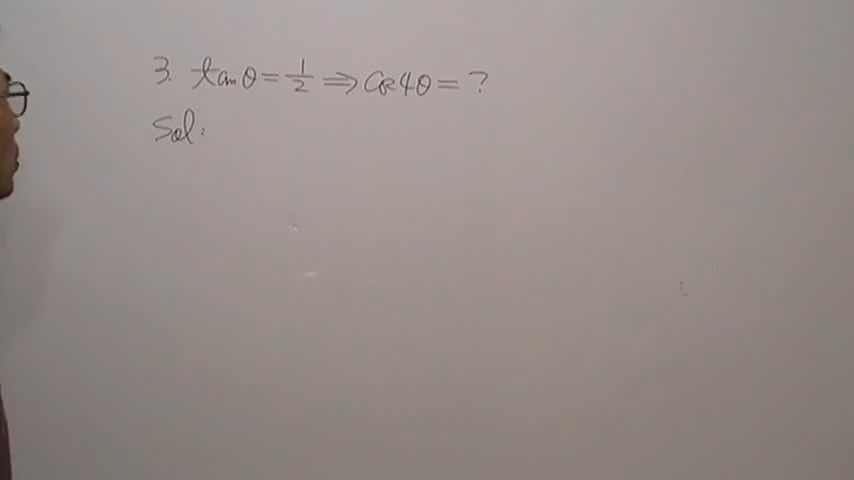 3. tanθ = 1/2 ⇒ cos4θ = ?
Sol: